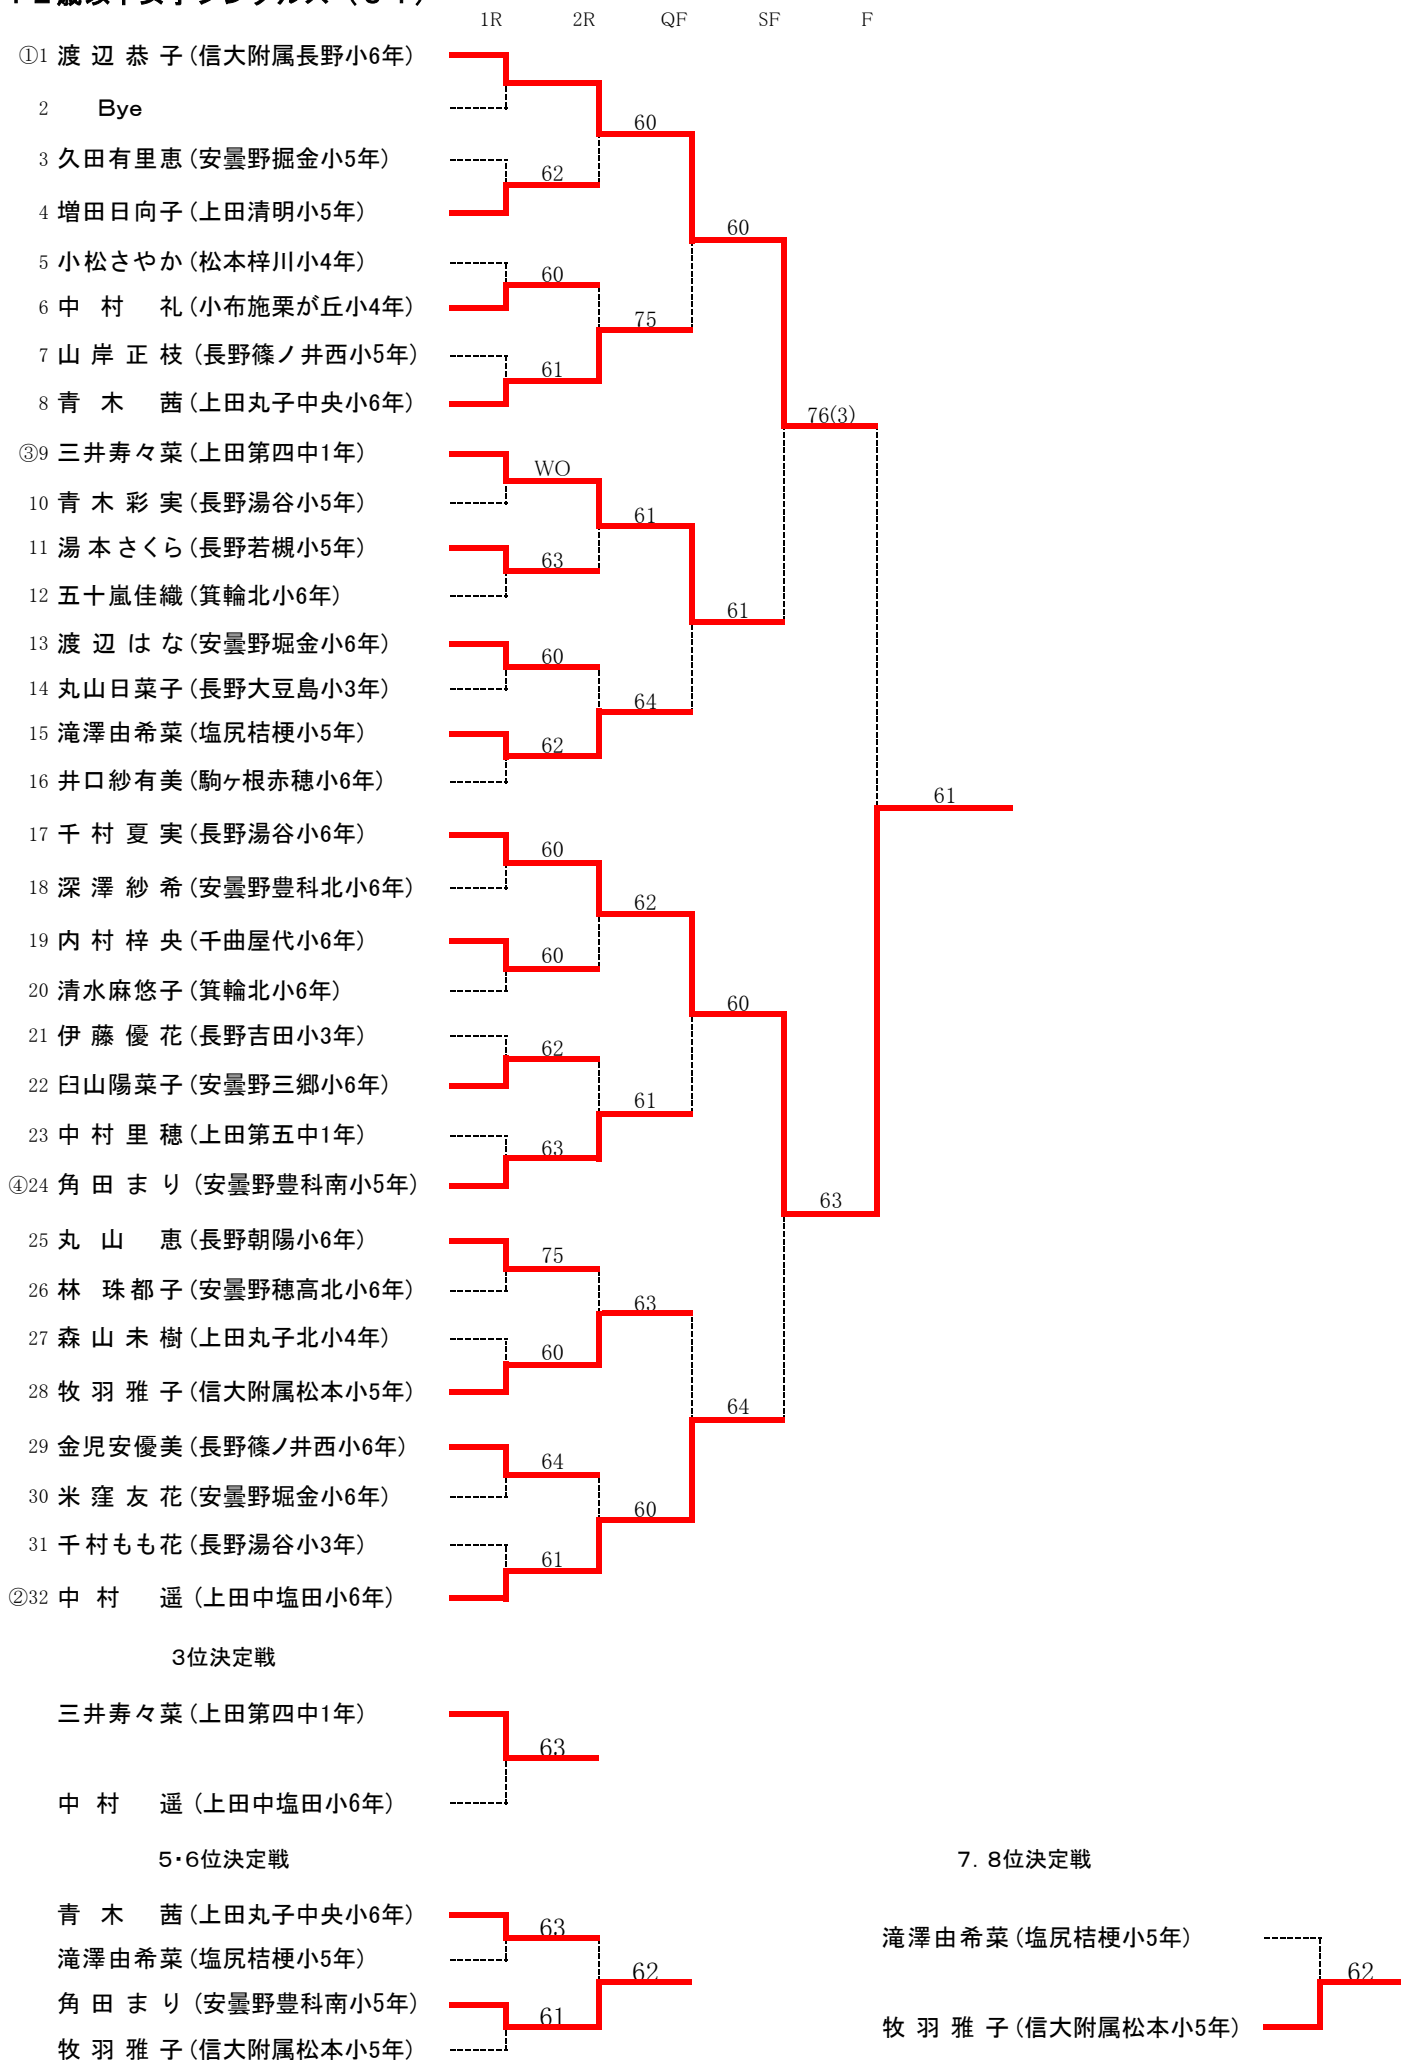 1R 2R QF SF F
①1 渡辺恭子(信大附属長野小6年)
2 Bye
60
3 久田有里恵(安曇野掘金小5年)
62
4 増田日向子(上田清明小5年)
60
5 小松さやか(松本梓川小4年)
60
6 中村 礼(小布施栗が丘小4年)
75
7 山岸正枝(長野篠ノ井西小5年)
61
8 青木 茜(上田丸子中央小6年)
76(3)
③9 三井寿々菜(上田第四中1年)
WO
10 青木彩実(長野湯谷小5年)
61
11 湯本さくら(長野若槻小5年)
63
12 五十嵐佳織(箕輪北小6年)
61
13 渡辺はな(安曇野堀金小6年)
60
14 丸山日菜子(長野大豆島小3年)
64
15 滝澤由希菜(塩尻桔梗小5年)
62
16 井口紗有美(駒ヶ根赤穂小6年)
61
17 千村夏実(長野湯谷小6年)
60
18 深澤紗希(安曇野豊科北小6年)
62
19 内村梓央(千曲屋代小6年)
60
20 清水麻悠子(箕輪北小6年)
60
21 伊藤優花(長野吉田小3年)
62
22 臼山陽菜子(安曇野三郷小6年)
61
23 中村里穂(上田第五中1年)
63
④24 角田まり(安曇野豊科南小5年)
63
25 丸山 恵(長野朝陽小6年)
75
26 林 珠都子(安曇野穂高北小6年)
63
27 森山未樹(上田丸子北小4年)
60
28 牧羽雅子(信大附属松本小5年)
64
29 金児安優美(長野篠ノ井西小6年)
64
30 米窪友花(安曇野堀金小6年)
60
31 千村もも花(長野湯谷小3年)
61
②32 中村 遥(上田中塩田小6年)
3位決定戦
三井寿々菜(上田第四中1年)
63
中村 遥(上田中塩田小6年)
5・6位決定戦
青木 茜(上田丸子中央小6年)
63
滝澤由希菜(塩尻桔梗小5年)
62
角田まり(安曇野豊科南小5年)
61
牧羽雅子(信大附属松本小5年)
7.8位決定戦
滝澤由希菜(塩尻桔梗小5年)
62
牧羽雅子(信大附属松本小5年)